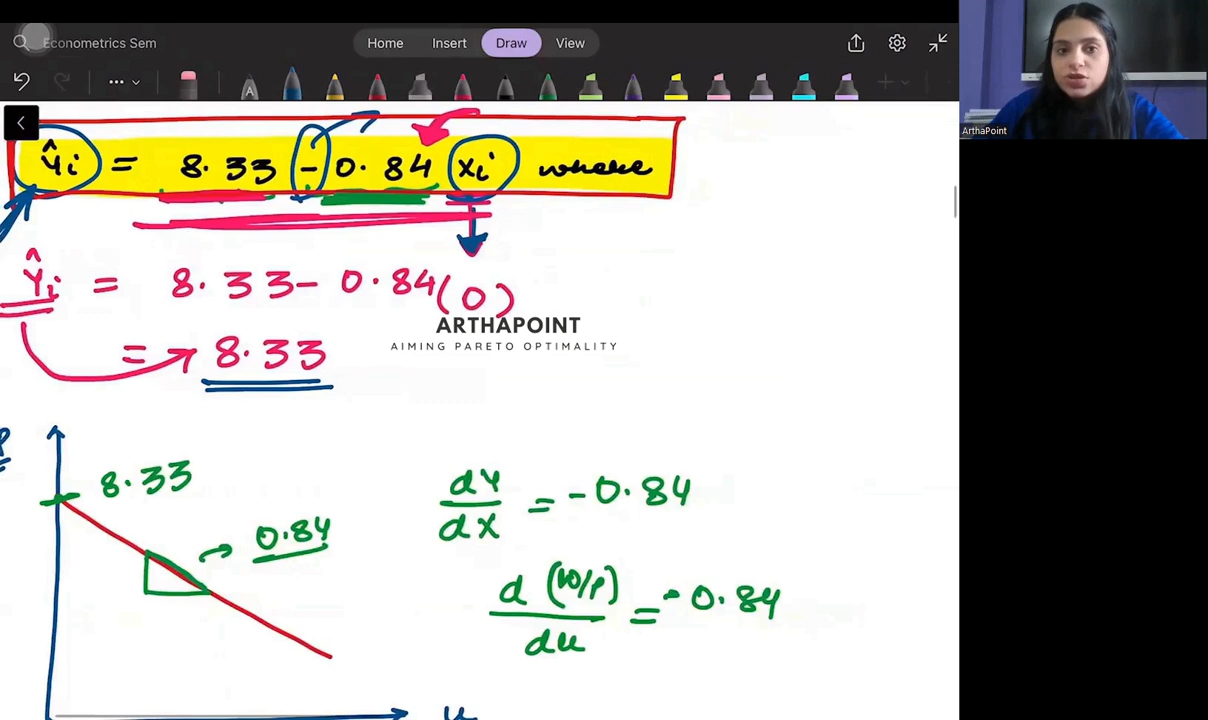 Econometrics Sem
Home Insert Draw View
ArthaPoint
Ŷi = 8.33 - 0.84 Xi where
Ŷi = 8.33 - 0.84(0)
= 8.33
ARTHAPOINT
AIMING PARETO OPTIMALITY
8.33
0.84
dY/dX = -0.84
d (W/P)/du = -0.84
u